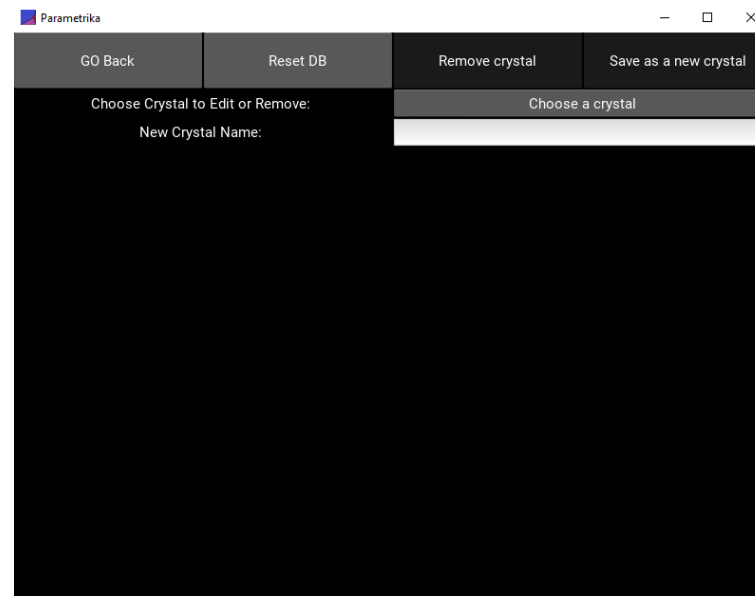 Parametrika
GO Back
Reset DB
Remove crystal
Save as a new crystal
Choose Crystal to Edit or Remove:
Choose a crystal
New Crystal Name: